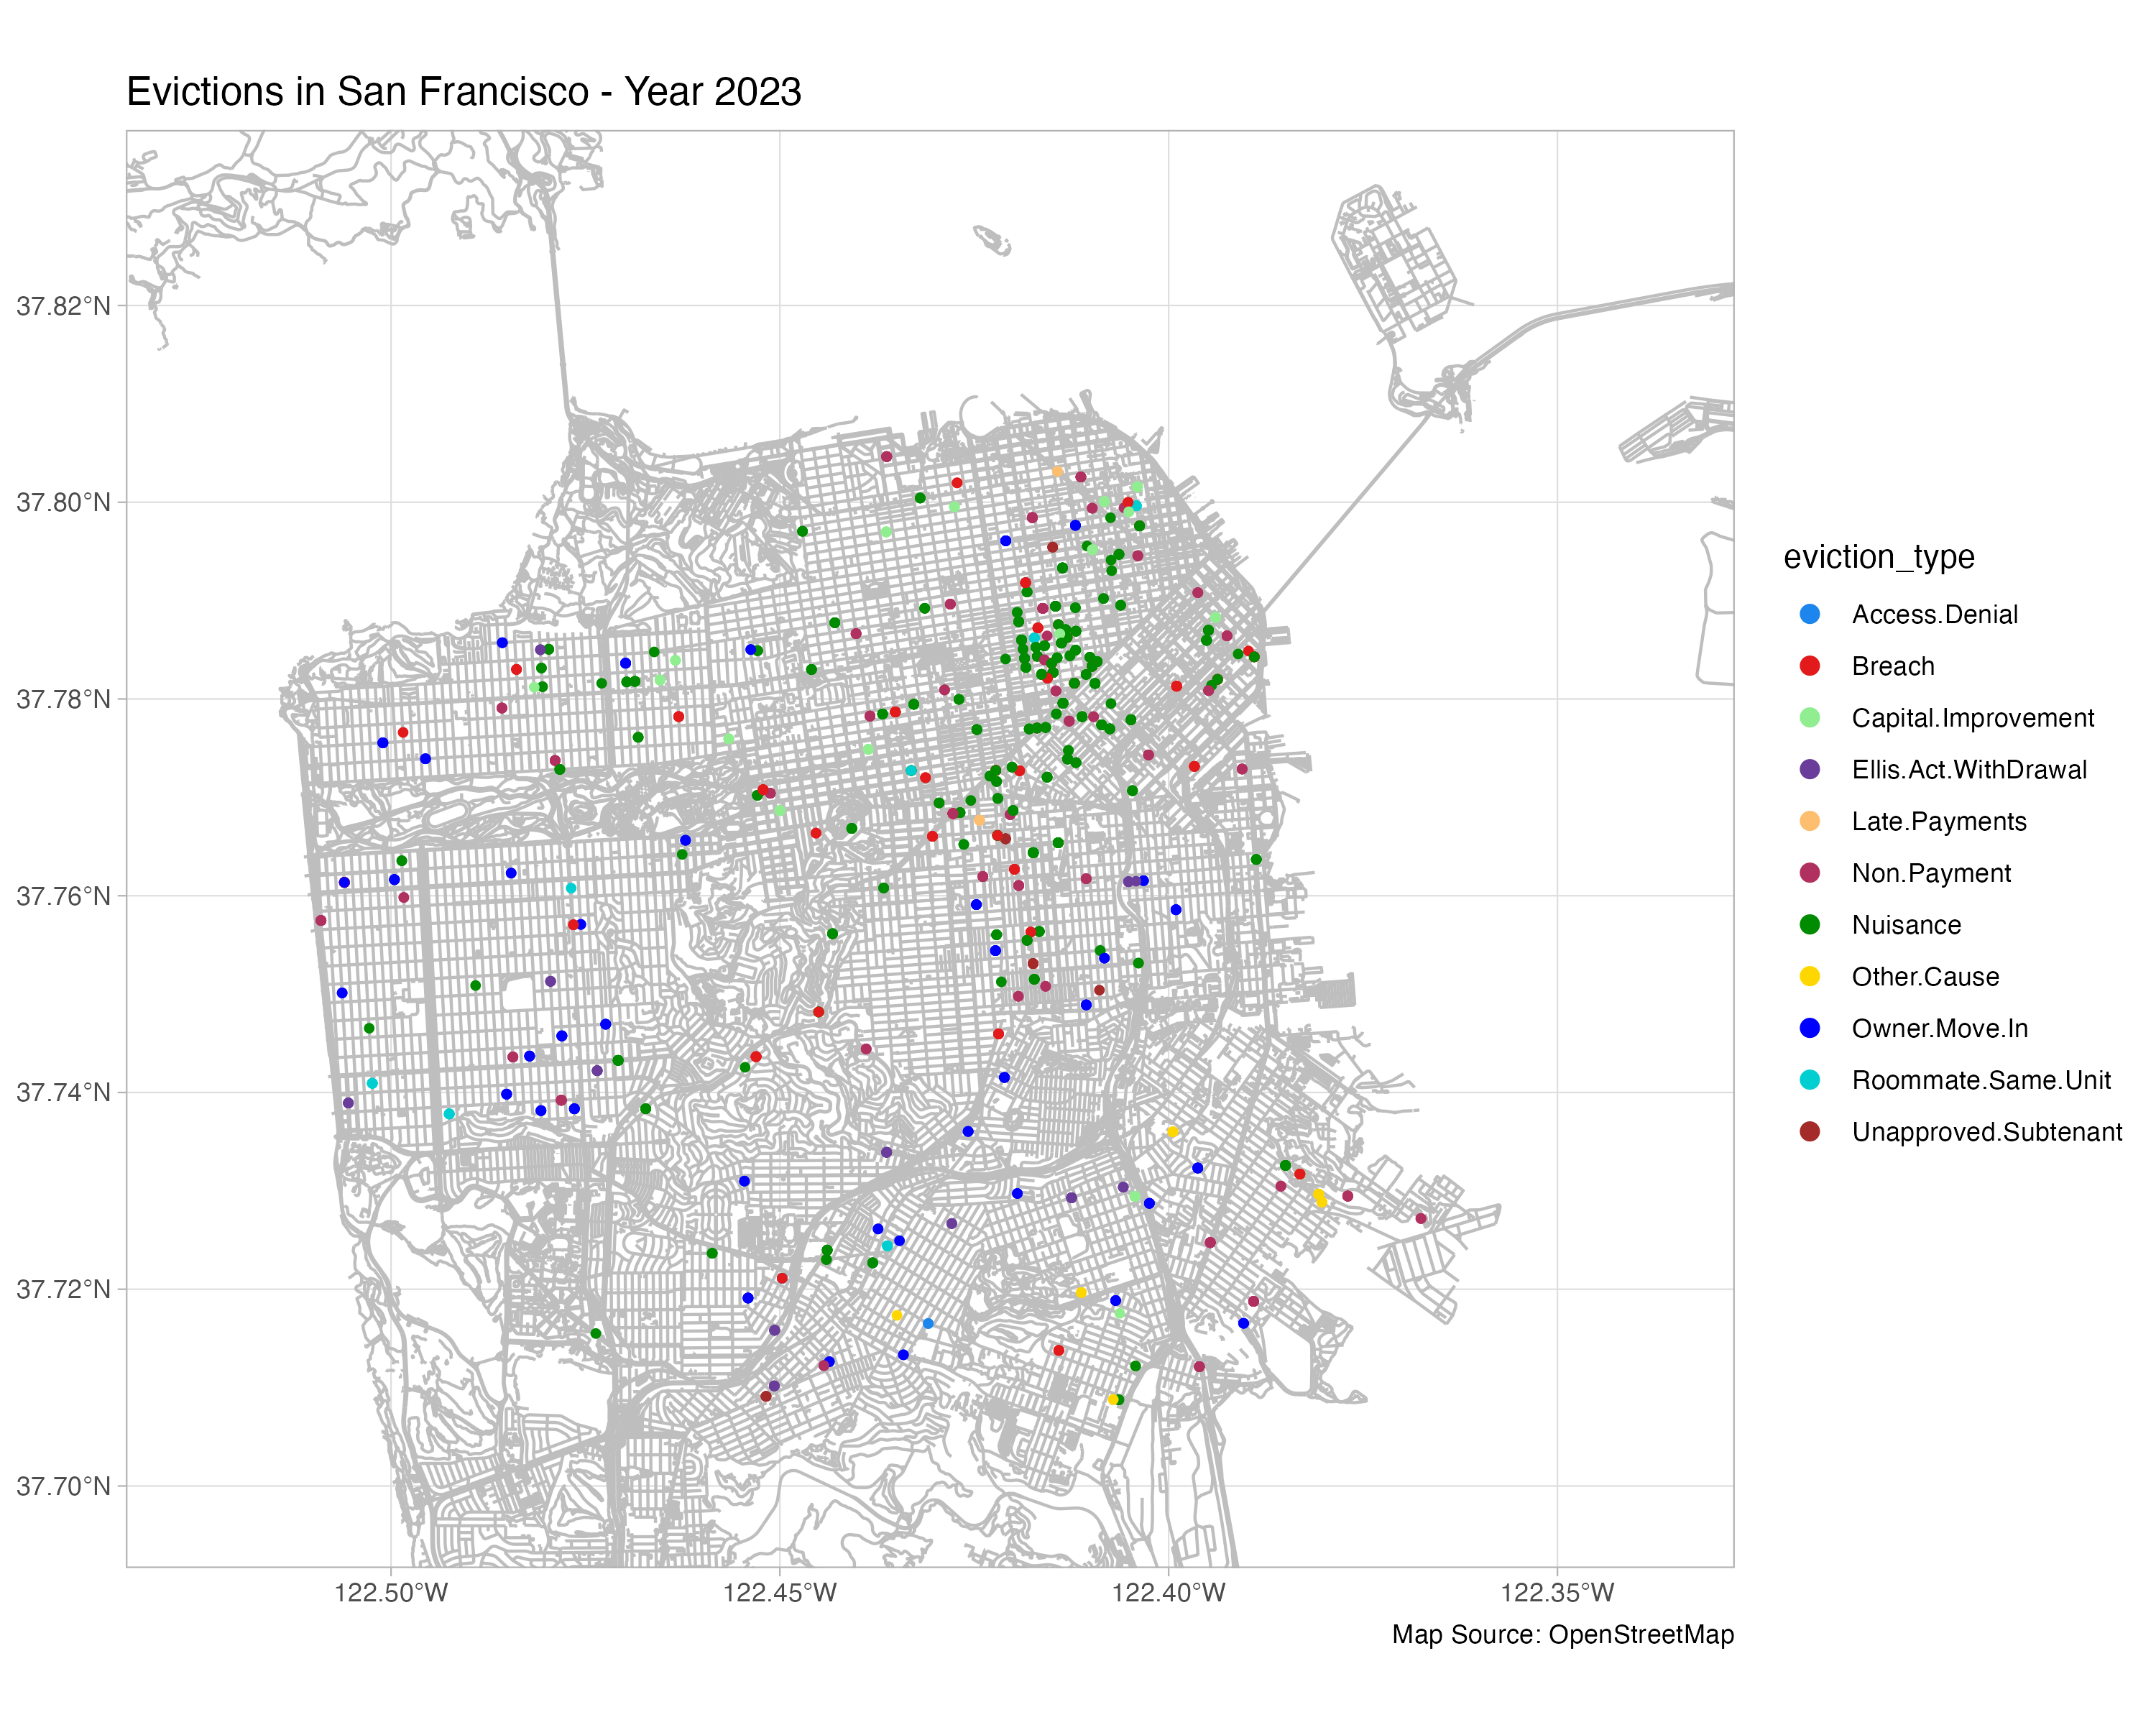 Evictions in San Francisco - Year 2023
37.82°N
37.80°N
37.78°N
37.76°N
37.74°N
37.72°N
37.70°N
122.50°W
122.45°W
122.40°W
122.35°W
Map Source: OpenStreetMap
eviction_type
Access.Denial
Breach
Capital.Improvement
Ellis.Act.WithDrawal
Late.Payments
Non.Payment
Nuisance
Other.Cause
Owner.Move.In
Roommate.Same.Unit
Unapproved.Subtenant